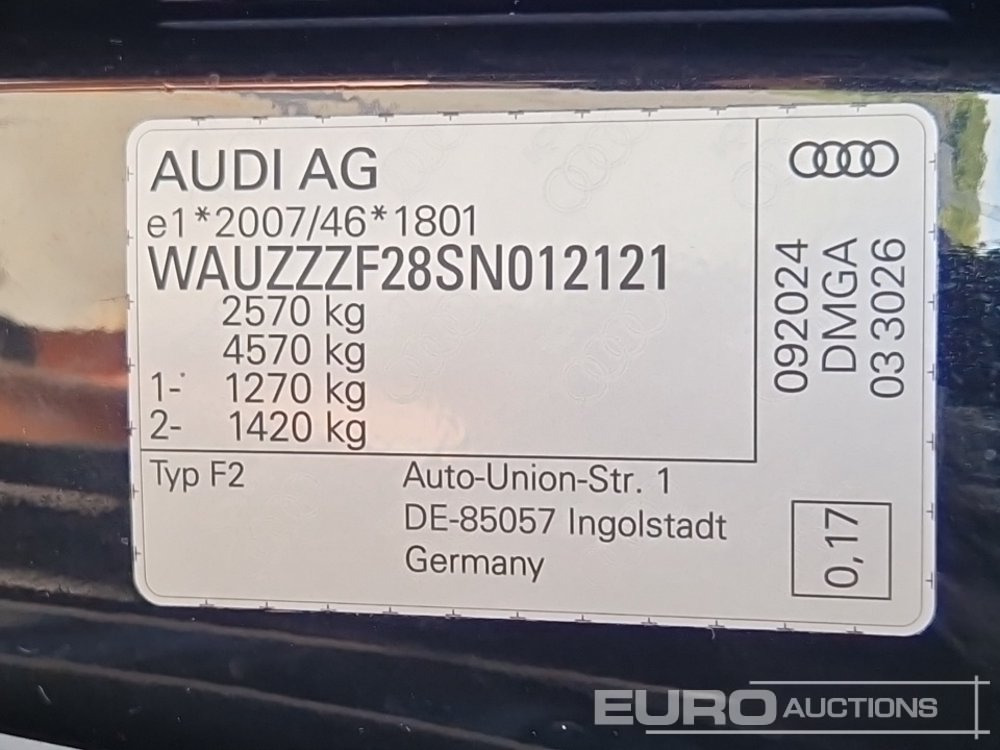 AUDI AG
e1*2007/46*1801
WAUZZZF28SN012121
2570 kg
4570 kg
1- 1270 kg
2- 1420 kg
Typ F2
Auto-Union-Str. 1
DE-85057 Ingolstadt
Germany
092024
DMGA
03 3026
0,17
EURO AUCTIONS